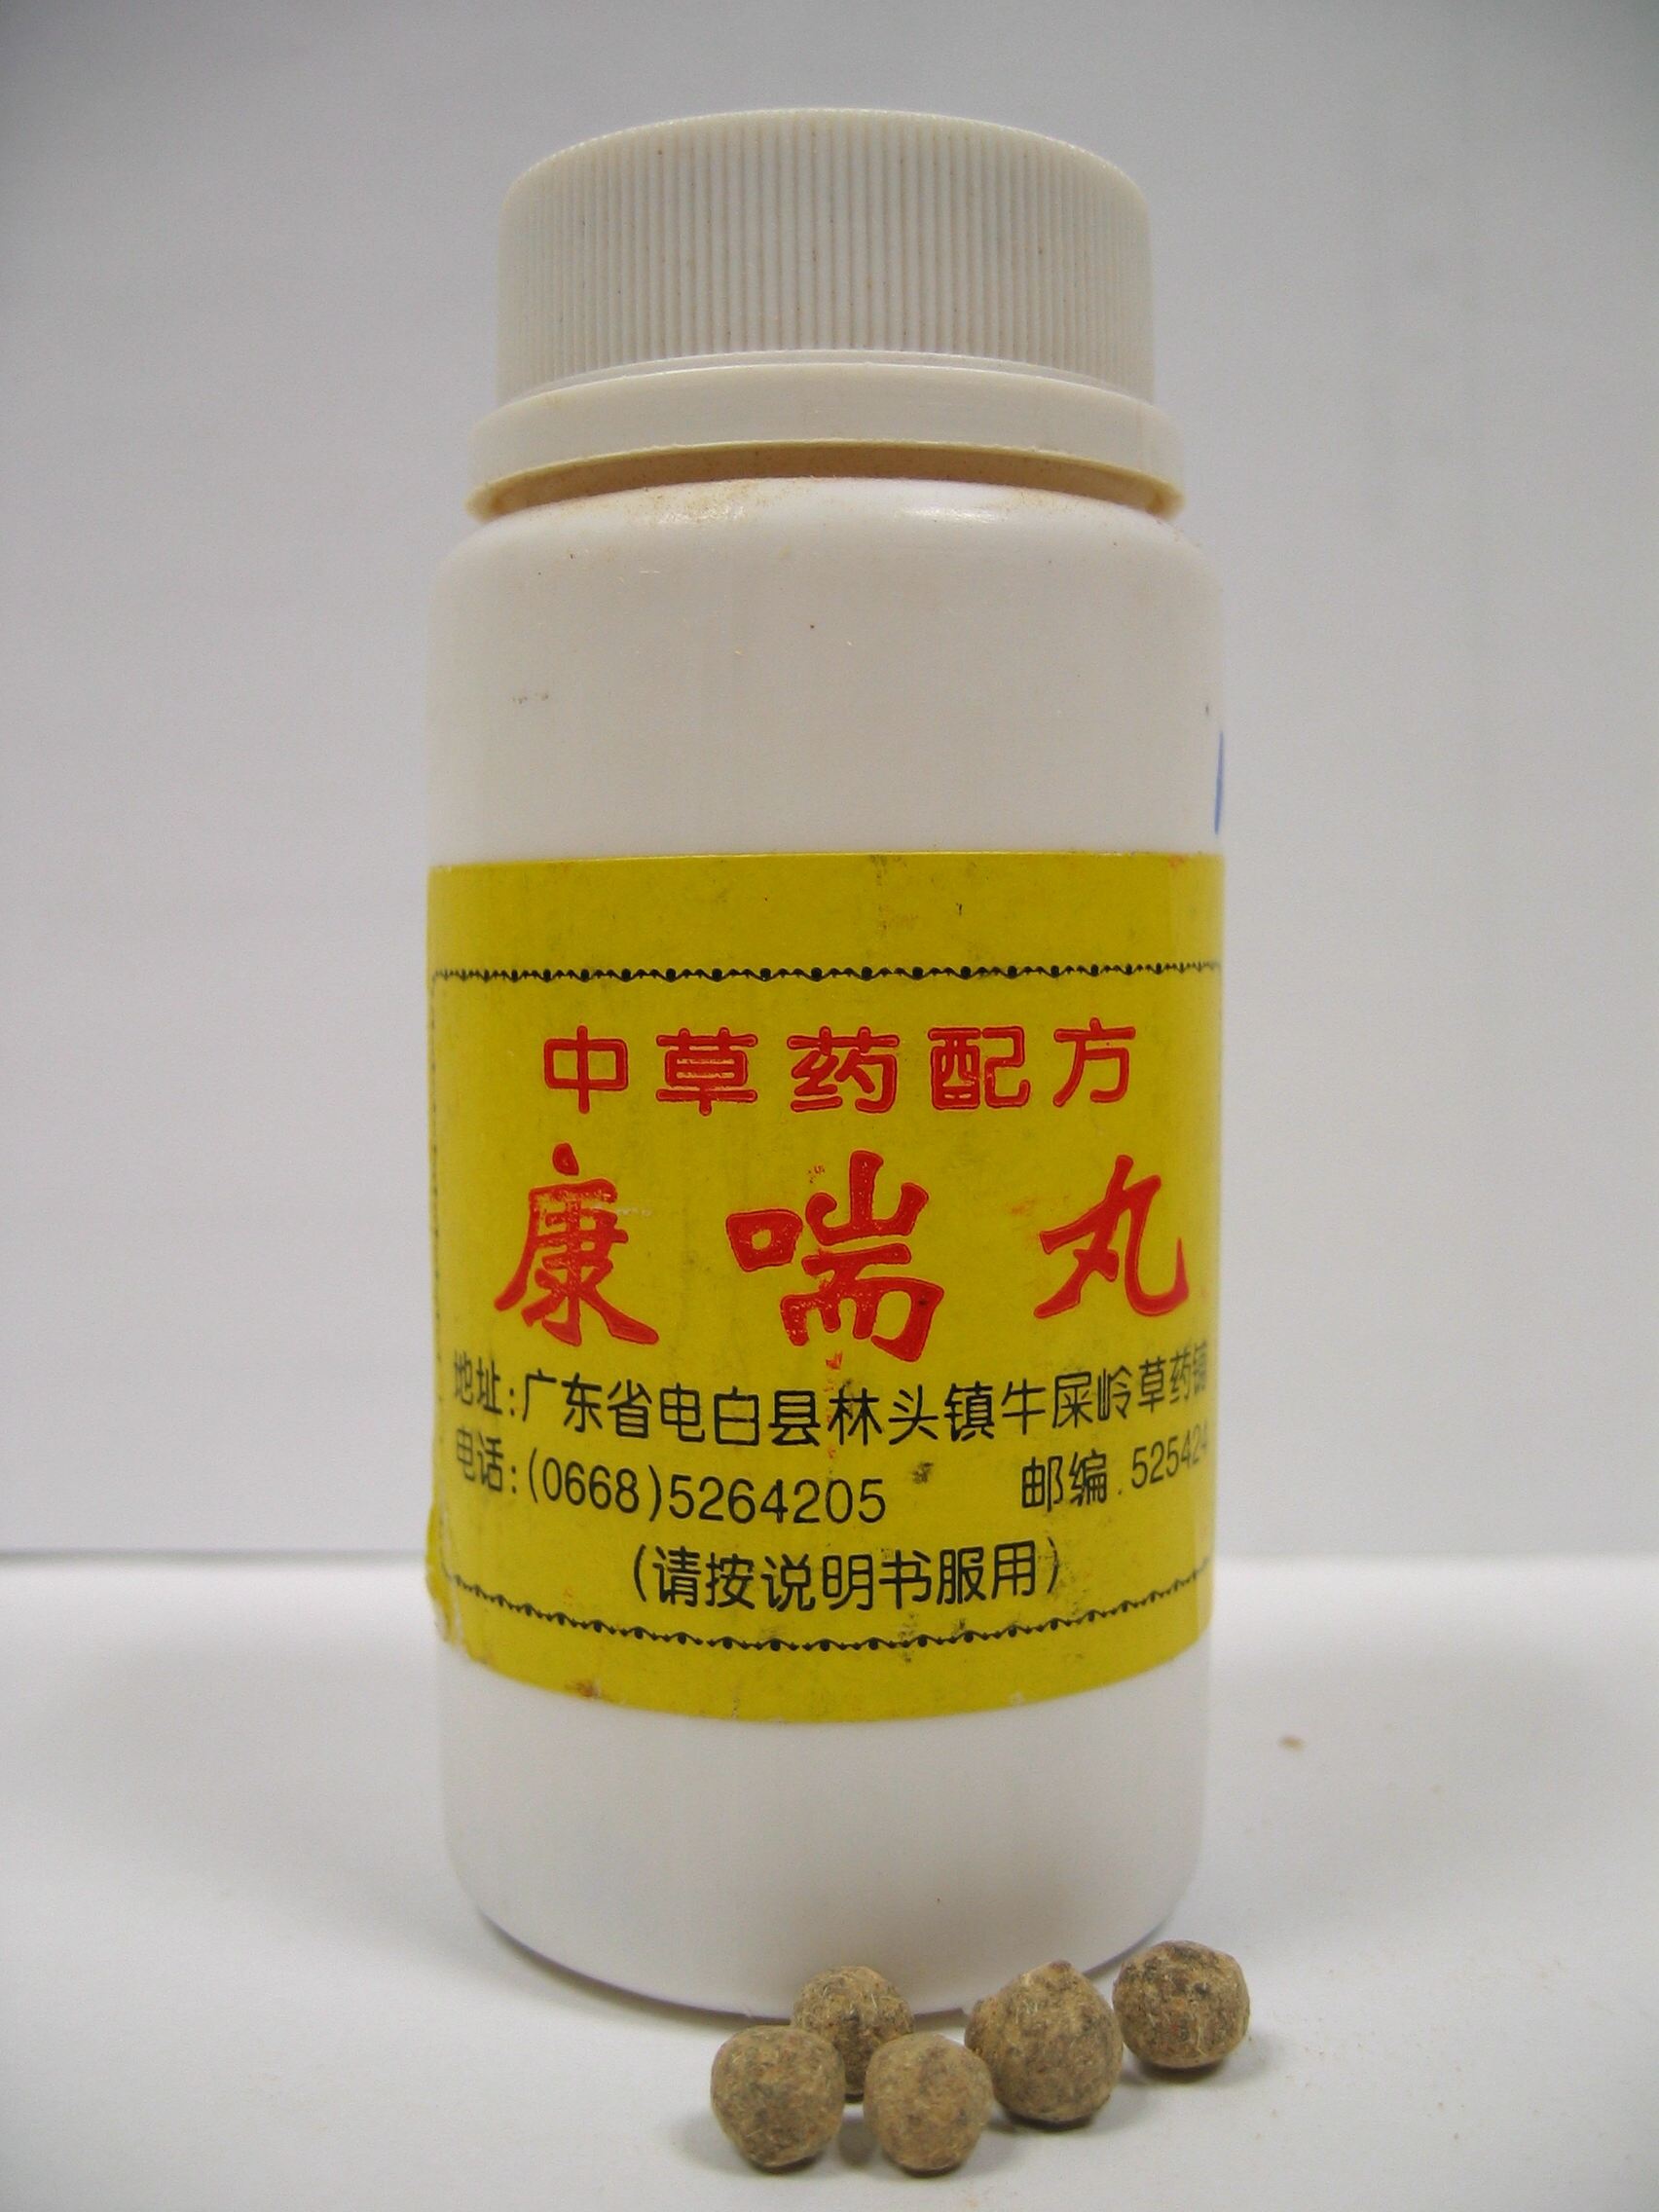 中草药配方
康喘丸
地址:广东省电白县林头镇牛屎岭草药
电话:(0668)5264205 邮编.525424
(请按说明书服用)